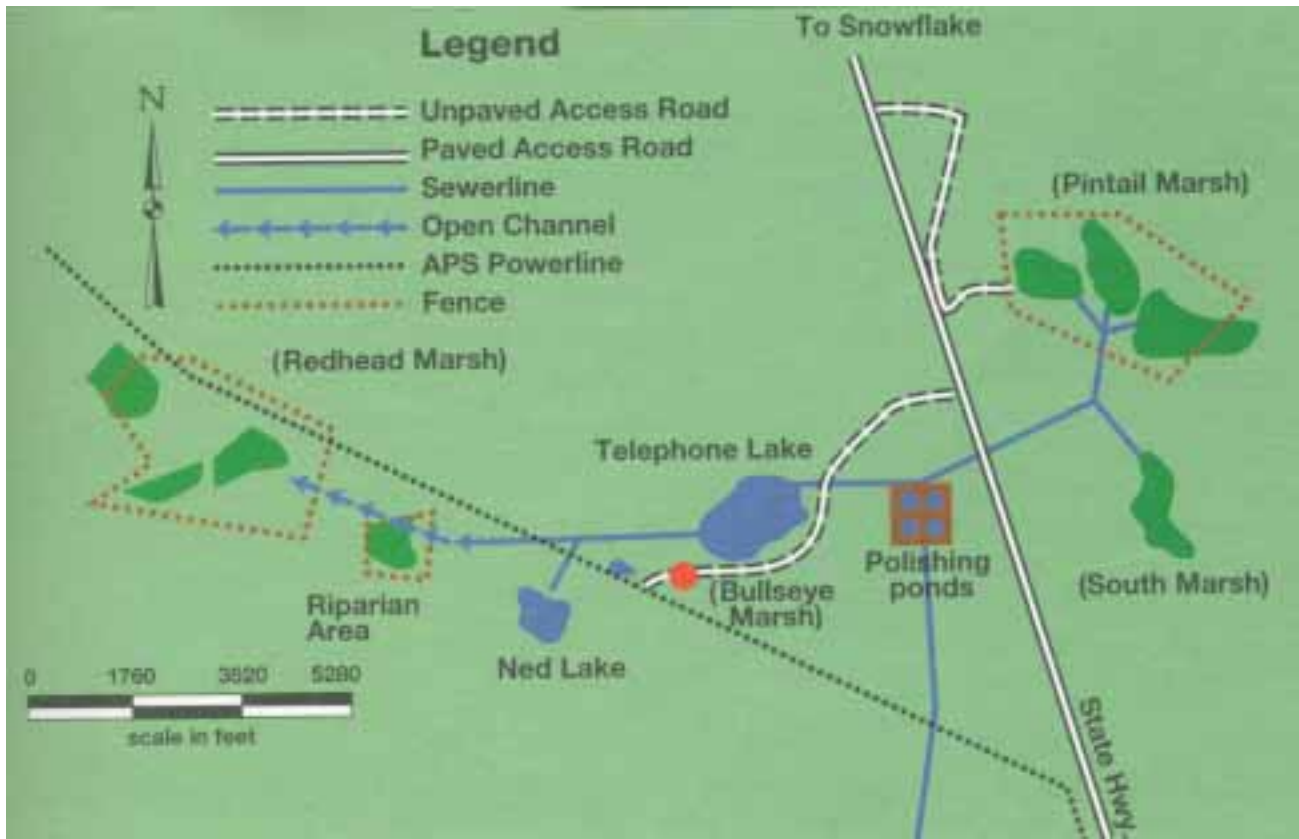 Legend
To Snowflake
N
Unpaved Access Road
Paved Access Road
Sewerline
Open Channel
APS Powerline
Fence
(Pintail Marsh)
(Redhead Marsh)
Telephone Lake
Polishing
ponds
(South Marsh)
(Bullseye
Marsh)
Riparian
Area
Ned Lake
0 1760 3520 5280
scale in feet
State Hwy